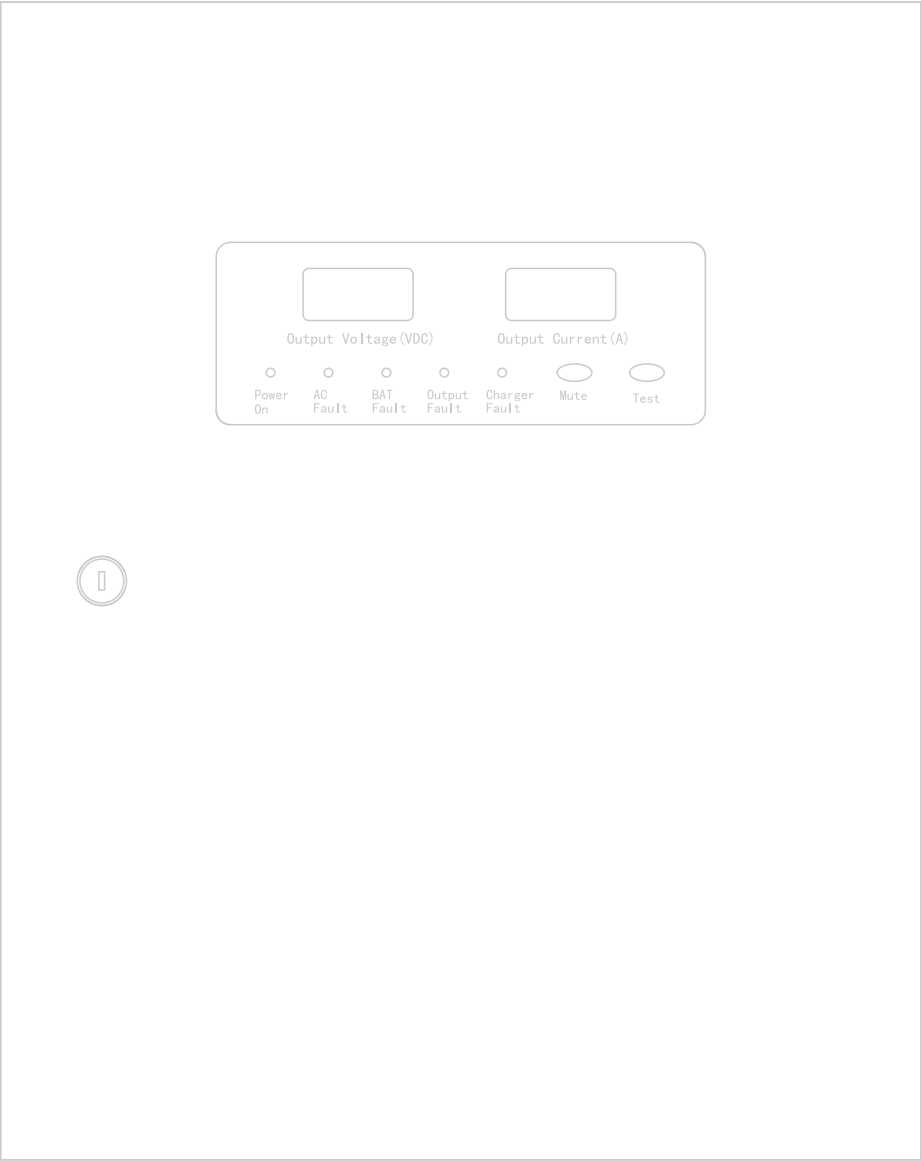 Output Voltage(VDC)
Output Current(A)
Power
On
AC
Fault
BAT
Fault
Output
Fault
Charger
Fault
Mute
Test